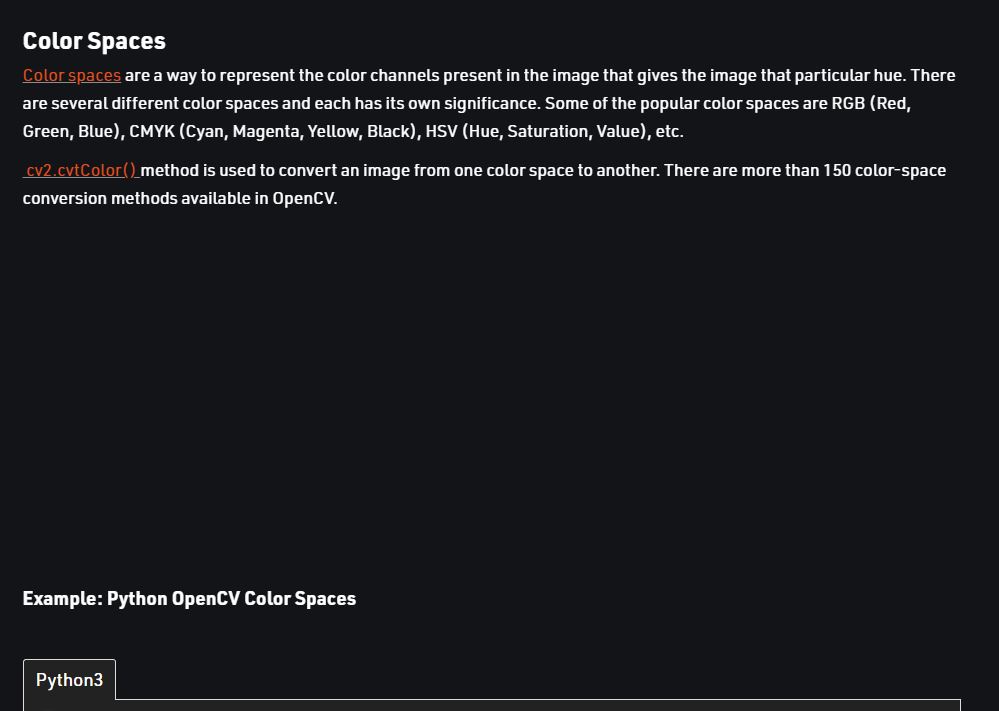 Color Spaces
Color spaces are a way to represent the color channels present in the image that gives the image that particular hue. There
are several different color spaces and each has its own significance. Some of the popular color spaces are RGB (Red,
Green, Blue), CMYK (Cyan, Magenta, Yellow, Black), HSV (Hue, Saturation, Value), etc.
cv2.cvtColor() method is used to convert an image from one color space to another. There are more than 150 color-space
conversion methods available in OpenCV.
Example: Python OpenCV Color Spaces
Python3